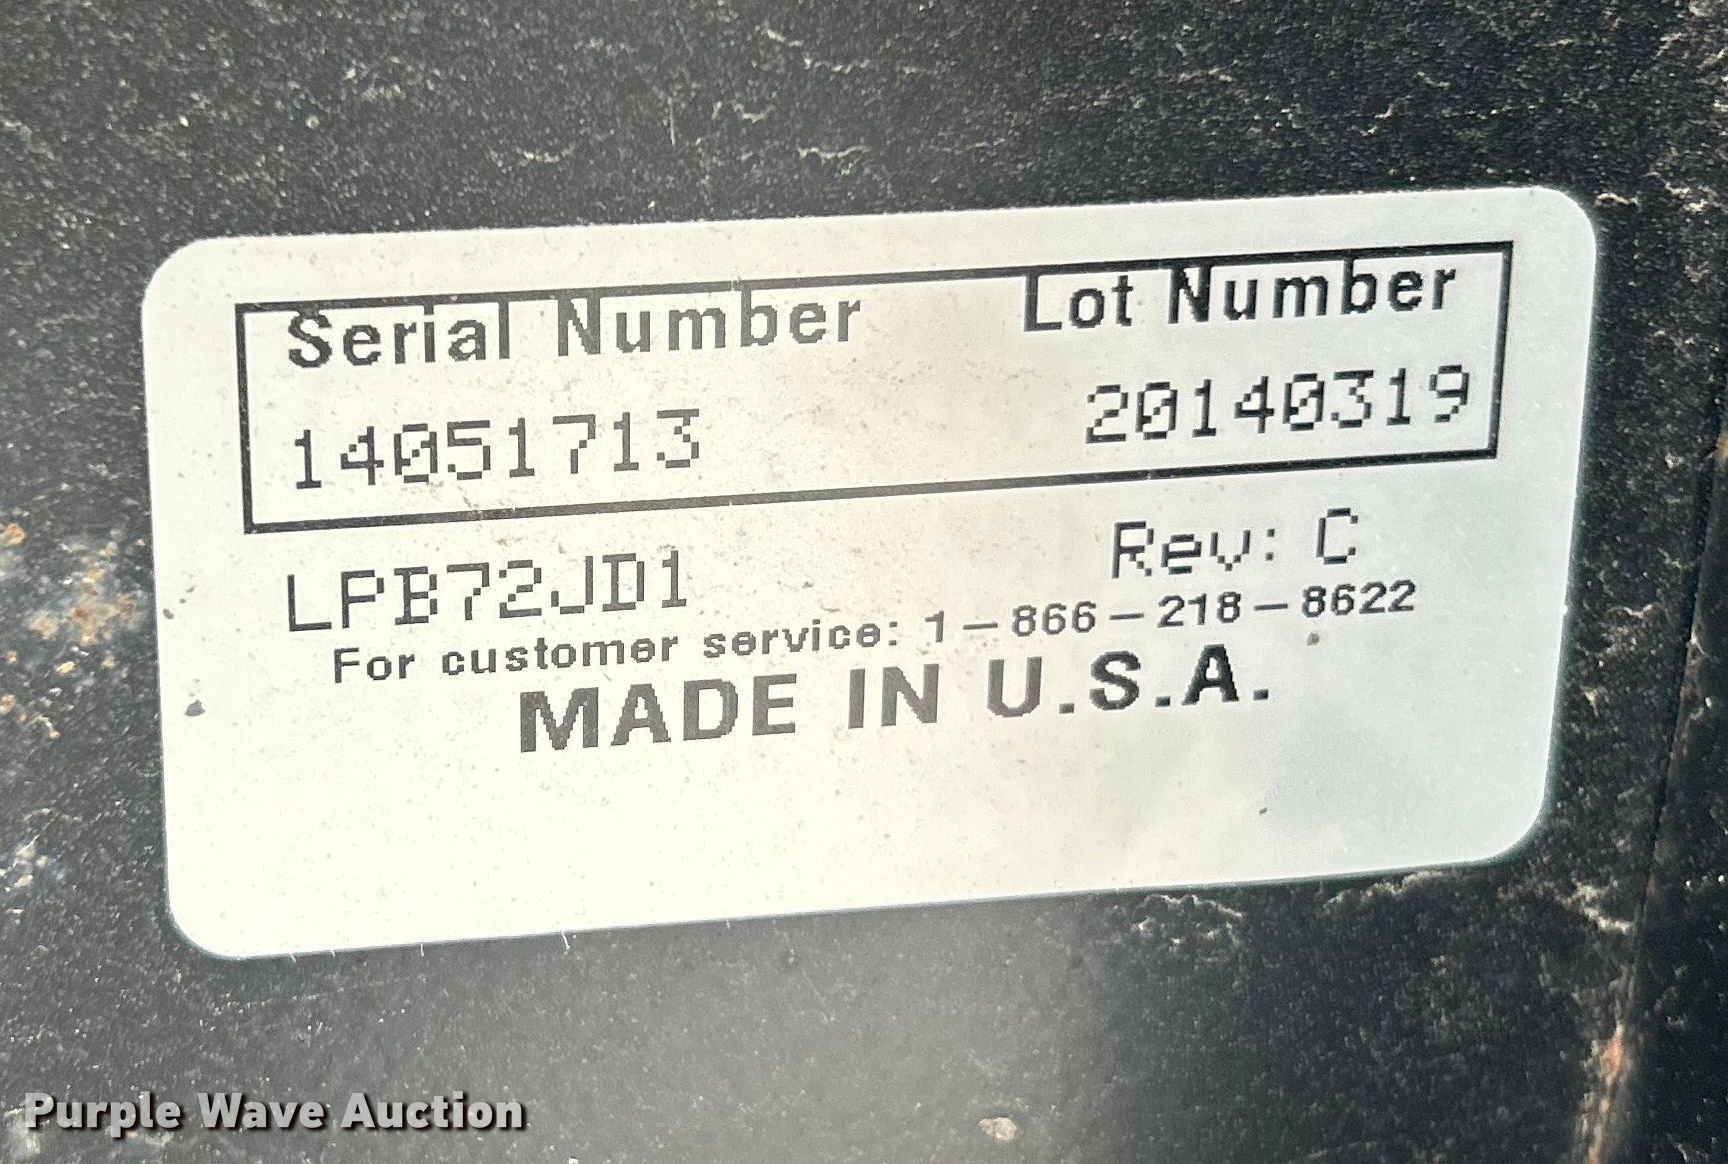 Serial Number Lot Number
14051713 20140319
LPB72JD1 Rev: C
For customer service: 1-866-218-8622
MADE IN U.S.A.
Purple Wave Auction